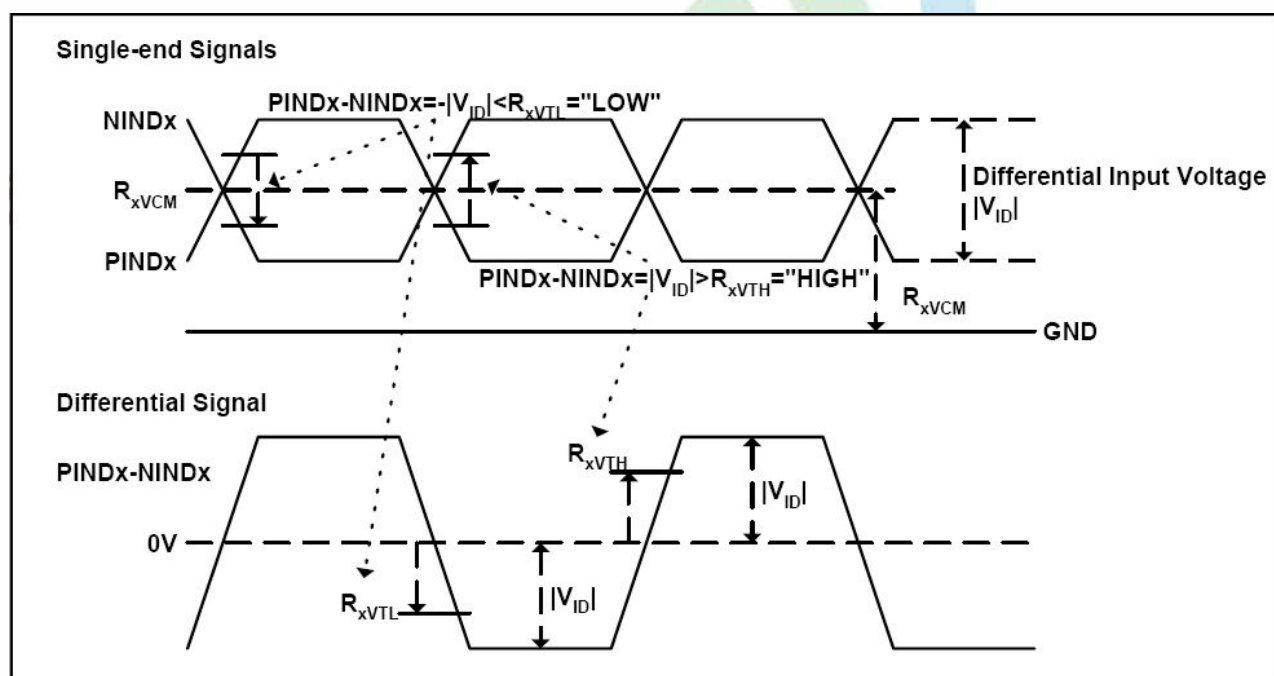 Single-end Signals
PINDx-NINDx=-|VID|<RxVTL="LOW"
NINDx
RxVCM
Differential Input Voltage
|VID|
PINDx
PINDx-NINDx=|VID|>RxVTH="HIGH"
RxVCM
GND
Differential Signal
RxVTH
PINDx-NINDx
|VID|
0V
RxVTL
|VID|